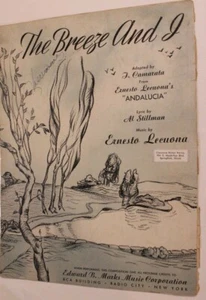 The Breeze And I
Adapted by
T. Camarata
From
Ernesto Lecuona's
"ANDALUCIA"
Lyric by
Al Stillman
Music by
Ernesto Lecuona
Edward B. Marks Music Corporation
RCA BUILDING · RADIO CITY · NEW YORK